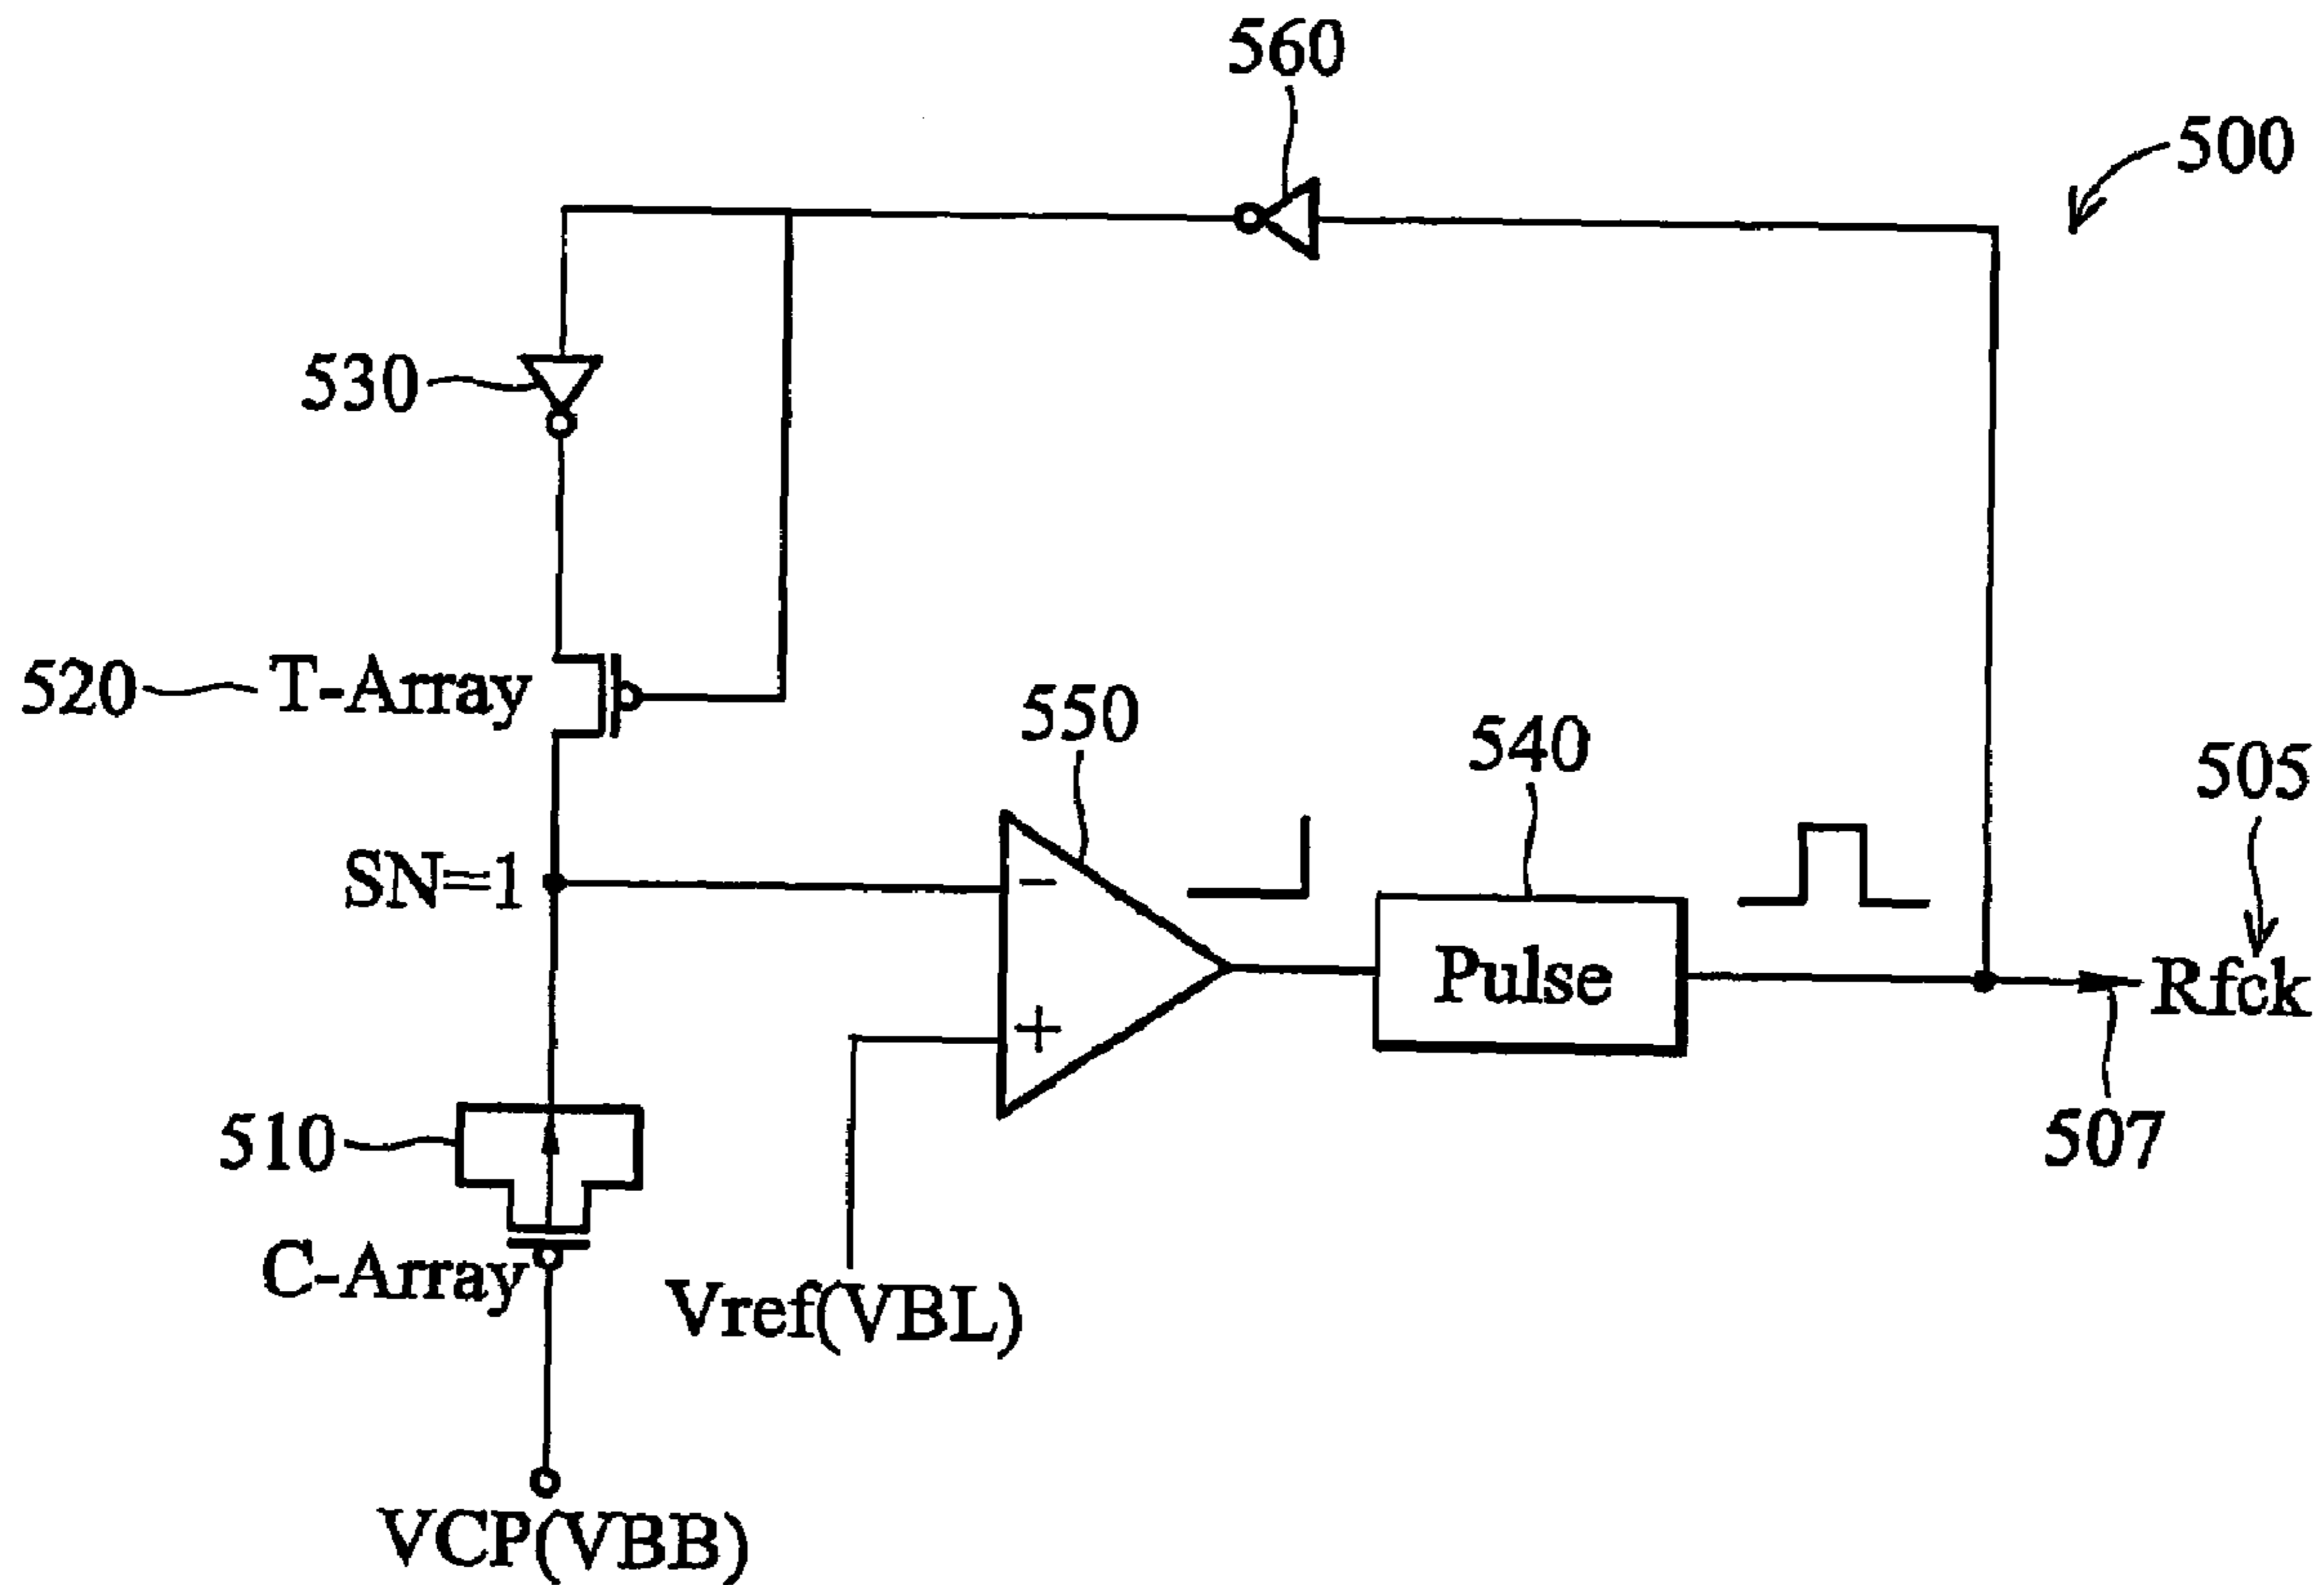 560
500
530
520
T-Array
550
540
505
SN=1
−
Pulse
Rfck
+
510
507
C-Array
Vref(VBL)
VCP(VBB)